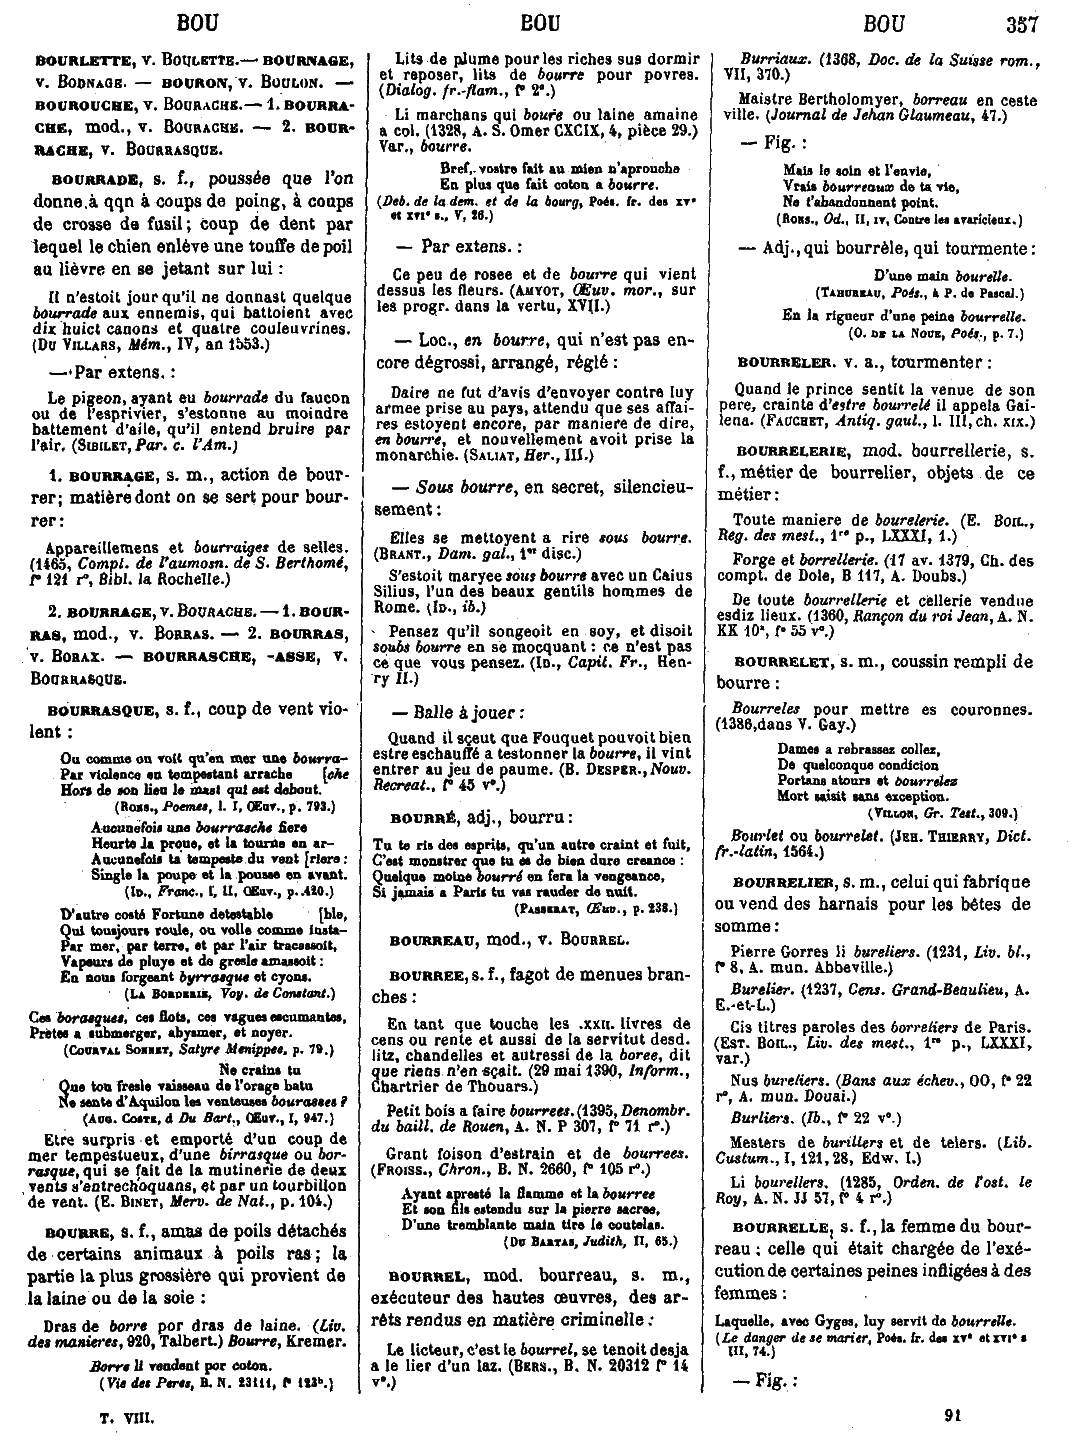 BOU
BOU
BOU
357
BOURLETTE, v. BOULETTE.— BOURNAGE,
v. BODNAGE. — BOURON, v. BOULON. —
BOUROUCHE, v. BOURACHE.— 1. BOURRA-
CHE, mod., v. BOURACHE. — 2. BOUR-
RACHE, v. BOURRASQUE.
BOURRADE, s. f., poussée que l'on
donne à qqn à coups de poing, à coups
de crosse de fusil; coup de dent par
lequel le chien enlève une touffe de poil
au lièvre en se jetant sur lui :
Il n'estoit jour qu'il ne donnast quelque
bourrade aux ennemis, qui battoient avec
dix huict canons et quatre couleuvrines.
(DU VILLARS, Mém., IV, an 1553.)
— Par extens. :
Le pigeon, ayant eu bourrade du faucon
ou de l'esprivier, s'estonne au moindre
battement d'aile, qu'il entend bruire par
l'air. (SIBILET, Par. c. l'Am.)
1. BOURRAGE, s. m., action de bour-
rer; matière dont on se sert pour bour-
rer:
Appareillemens et bourraiges de selles.
(1465, Compt. de l'aumosn. de S. Berthomé,
f° 121 r°, Bibl. la Rochelle.)
2. BOURRAGE, v. BOURACHE. — 1. BOUR-
RAS, mod., v. BORRAS. — 2. BOURRAS,
v. BORAX. — BOURRASCHE, -ASSE, v.
BOURRASQUE.
BOURRASQUE, s. f., coup de vent vio-
lent :
Ou comme on voit qu'en mer une bourra-
Par violence en tempestant arrache [che
Hors de son lieu le mast qui est debout.
(RONS., Poemes, l. I, Œuv., p. 793.)
Aucunefois une bourrasche fiere
Heurte la proue, et la tourne en ar-
Aucunefois ta tempeste du vent [riere :
Single la poupe et la pousse en avant.
(ID., Franc., I, II, Œuv., p. 420.)
D'autre costé Fortune detestable [ble,
Qui tousjours roule, ou volle comme insta-
Par mer, par terre, et par l'air tracassoit,
Vapeurs de pluye et de gresle amassoit :
En nous forgeant byrrasque et cyons.
(LA BORDERIE, Voy. de Constant.)
Ces borasques, ces flots, ces vagues escumantes,
Prètes a submerger, abysmer, et noyer.
(COURVAL SONNET, Satyre Menippee, p. 79.)
Ne crains tu
Que ton fresle vaisseau de l'orage batu
Ne sente d'Aquilon les venteuses bourasses ?
(AUG. COSTE, à Du Bart., Œuv., I, 947.)
Etre surpris et emporté d'un coup de
mer tempestueux, d'une birrasque ou bor-
rasque, qui se fait de la mutinerie de deux
vents s'entrechoquans, et par un tourbillon
de vent. (E. BINET, Merv. de Nat., p. 104.)
BOURRE, s. f., amas de poils détachés
de certains animaux à poils ras; la
partie la plus grossière qui provient de
la laine ou de la soie :
Dras de borre por dras de laine. (Liv.
des manieres, 920, Talbert.) Bourre, Kremer.
Borre li vendent por coton.
(Vie des Peres, B. N. 23111, f° 123b.)
T. VIII.
Lits de plume pour les riches sus dormir
et reposer, lits de bourre pour povres.
(Dialog. fr.-flam., f° 2a.)
Li marchans qui boure ou laine amaine
a col. (1328, A. S. Omer CXCIX, 4, pièce 29.)
Var., bourre.
Bref, vostre fait au mien n'aprouche
En plus que fait coton a bourre.
(Deb. de la dem. et de la bourg, Poés. fr. des XVe
et XVIe s., V, 26.)
— Par extens. :
Ce peu de rosee et de bourre qui vient
dessus les fleurs. (AMYOT, Œuv. mor., sur
les progr. dans la vertu, XVII.)
— Loc., en bourre, qui n'est pas en-
core dégrossi, arrangé, réglé :
Daire ne fut d'avis d'envoyer contre luy
armee prise au pays, attendu que ses affai-
res estoyent encore, par maniere de dire,
en bourre, et nouvellement avoit prise la
monarchie. (SALIAT, Her., III.)
— Sous bourre, en secret, silencieu-
sement :
Elles se mettoyent a rire sous bourre.
(BRANT., Dam. gal., 1er disc.)
S'estoit maryee sous bourre avec un Caius
Silius, l'un des beaux gentils hommes de
Rome. (ID., ib.)
Pensez qu'il songeoit en soy, et disoit
soubs bourre en se mocquant : ce n'est pas
ce que vous pensez. (ID., Capit. Fr., Hen-
ry II.)
— Balle à jouer :
Quand il sçeut que Fouquet pouvoit bien
estre eschauffé a testonner la bourre, il vint
entrer au jeu de paume. (B. DESPER., Nouv.
Recreat., f° 45 v°.)
BOURRÉ, adj., bourru :
Tu te ris des esprits, qu'un autre craint et fuit,
C'est monstrer que tu és de bien dure creance :
Quelque moine bourré en fera la vengeance,
Si jamais a Paris tu vas rauder de nuit.
(PASSERAT, Œuv., p. 238.)
BOURREAU, mod., v. BOURREL.
BOURREE, s. f., fagot de menues bran-
ches :
En tant que touche les .XXII. livres de
cens ou rente et aussi de la servitut desd.
litz, chandelles et autressi de la boree, dit
que riens n'en sçait. (29 mai 1390, Inform.,
Chartrier de Thouars.)
Petit bois a faire bourrees. (1395, Denombr.
du baill. de Rouen, A. N. P 307, f° 71 r°.)
Grant foison d'estrain et de bourrees.
(FROISS., Chron., B. N. 2660, f° 105 r°.)
Ayant apresté la flamme et la bourree
Et son fils estendu sur la pierre sacree,
D'une tremblante main tire le coutelas.
(DU BARTAS, Judith, II, 65.)
BOURREL, mod. bourreau, s. m.,
exécuteur des hautes œuvres, des ar-
rêts rendus en matière criminelle :
Le licteur, c'est le bourrel, se tenoit desja
a le lier d'un laz. (BERS., B. N. 20312 f° 14
v°.)
Burriaux. (1368, Doc. de la Suisse rom.,
VII, 370.)
Maistre Bertholomyer, borreau en ceste
ville. (Journal de Jehan Glaumeau, 47.)
— Fig. :
Mais le soin et l'envie,
Vrais bourreaux de ta vie,
Ne t'abandonnent point.
(RONS., Od., II, IV, Contre les avaricieux.)
— Adj., qui bourrèle, qui tourmente :
D'une main bourelle.
(TAHUREAU, Poés., à P. de Pascal.)
En la rigueur d'une peine bourrelle.
(O. DE LA NOUE, Poés., p. 7.)
BOURRELER. v. a., tourmenter :
Quand le prince sentit la venue de son
pere, crainte d'estre bourrelé il appela Gai-
lena. (FAUCHET, Antiq. gaul., l. III, ch. XIX.)
BOURRELERIE, mod. bourrellerie, s.
f., métier de bourrelier, objets de ce
métier :
Toute maniere de bourelerie. (E. BOIL.,
Reg. des mest., 1re p., LXXXI, 1.)
Forge et borrellerie. (17 av. 1379, Ch. des
compt. de Dole, B 117, A. Doubs.)
De toute bourrellerie et cellerie vendue
esdiz lieux. (1360, Rançon du roi Jean, A. N.
KK 10a, f° 55 v°.)
BOURRELET, s. m., coussin rempli de
bourre :
Bourreles pour mettre es couronnes.
(1386, dans V. Gay.)
Dames a rebrassez collez,
De quelconque condicion
Portans atours et bourrelez
Mort saisit sans exception.
(VILLON, Gr. Test., 309.)
Bourlet ou bourrelet. (JEH. THIERRY, Dict.
fr.-latin, 1564.)
BOURRELIER, s. m., celui qui fabrique
ou vend des harnais pour les bêtes de
somme :
Pierre Gorres li bureliers. (1231, Liv. bl.,
f° 8, A. mun. Abbeville.)
Burelier. (1237, Cens. Grand-Beaulieu, A.
E.-et-L.)
Cis titres paroles des borreliers de Paris.
(EST. BOIL., Liv. des mest., 1re p., LXXXI,
var.)
Nus bureliers. (Bans aux échev., OO, f° 22
r°, A. mun. Douai.)
Burliers. (Ib., f° 22 v°.)
Mesters de burillers et de telers. (Lib.
Custum., I, 121, 28, Edw. I.)
Li bourellers. (1285, Orden. de l'ost. le
Roy, A. N. JJ 57, f° 4 r°.)
BOURRELLE, s. f., la femme du bour-
reau ; celle qui était chargée de l'exé-
cution de certaines peines infligées à des
femmes :
Laquelle, avec Gyges, luy servit de bourrelle.
(Le danger de se marier, Poés. fr. des XVe et XVIe s
III, 74.)
— Fig. :
91